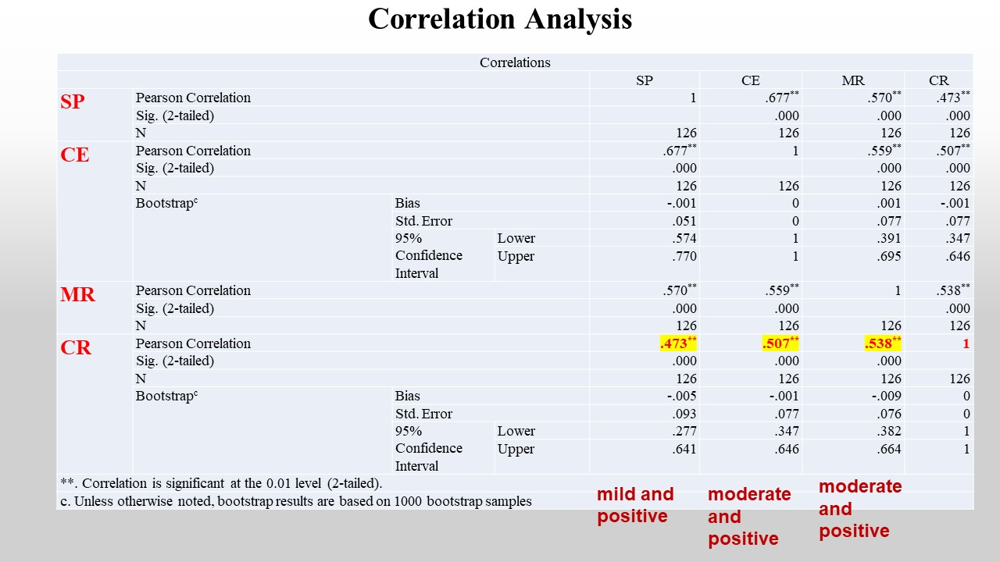 Correlation Analysis
Correlations
SP CE MR CR
SP Pearson Correlation 1 .677** .570** .473**
Sig. (2-tailed) .000 .000 .000
N 126 126 126 126
CE Pearson Correlation .677** 1 .559** .507**
Sig. (2-tailed) .000 .000 .000
N 126 126 126 126
Bootstrapᶜ Bias -.001 0 .001 -.001
Std. Error .051 0 .077 .077
95% Lower .574 1 .391 .347
Confidence Upper .770 1 .695 .646
Interval
MR Pearson Correlation .570** .559** 1 .538**
Sig. (2-tailed) .000 .000 .000
N 126 126 126 126
CR Pearson Correlation .473** .507** .538** 1
Sig. (2-tailed) .000 .000 .000
N 126 126 126 126
Bootstrapᶜ Bias -.005 -.001 -.009 0
Std. Error .093 .077 .076 0
95% Lower .277 .347 .382 1
Confidence Upper .641 .646 .664 1
Interval
**. Correlation is significant at the 0.01 level (2-tailed).
c. Unless otherwise noted, bootstrap results are based on 1000 bootstrap samples
mild and
positive
moderate
and
positive
moderate
and
positive